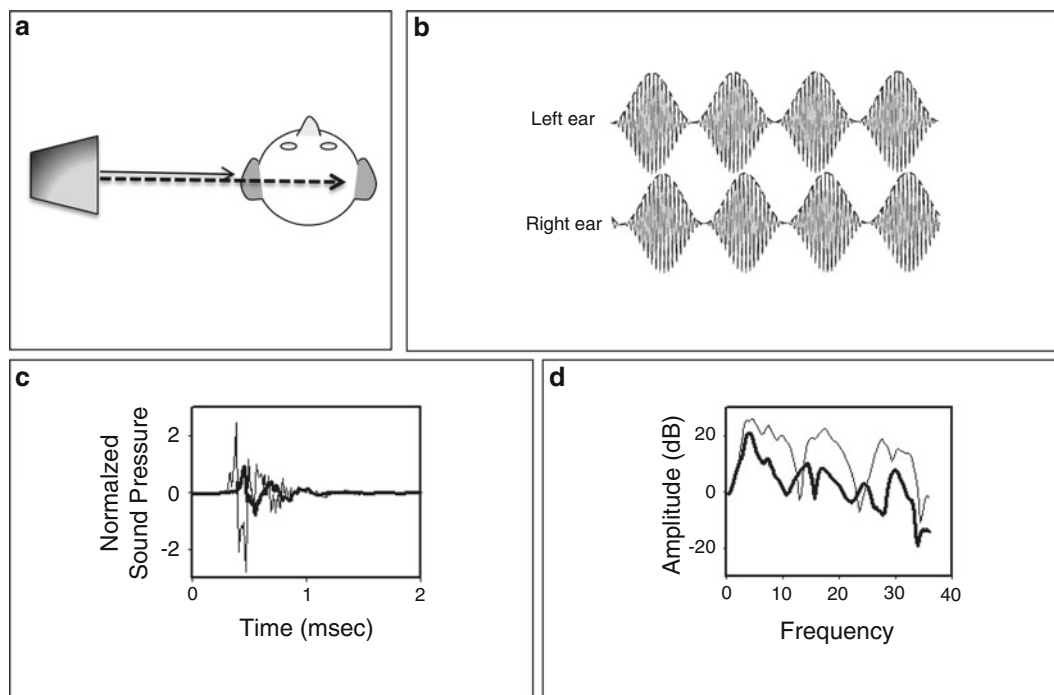 a
b
Left ear
Right ear
c
Normalzed
Sound Pressure
2
0
-2
0
1
2
Time (msec)
d
Amplitude (dB)
20
0
-20
0
10
20
30
40
Frequency